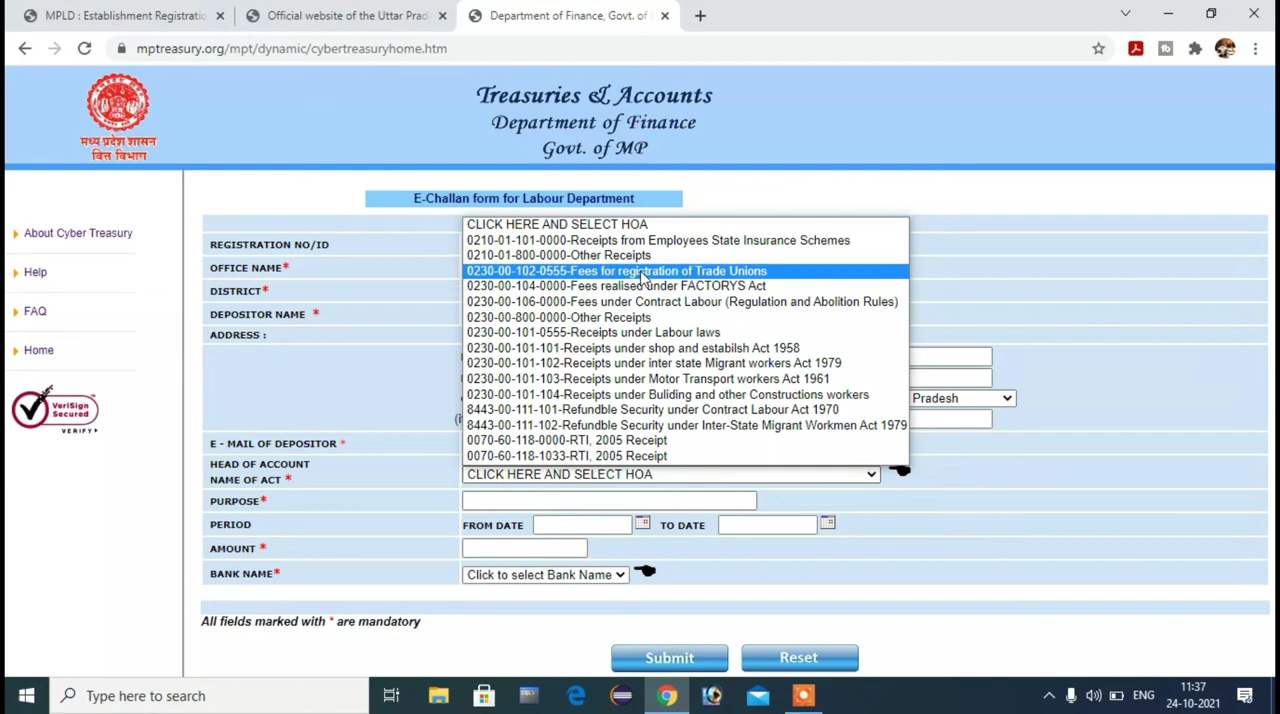 MPLD : Establishment Registratio
Official website of the Uttar Prad
Department of Finance, Govt. of
mptreasury.org/mpt/dynamic/cybertreasuryhome.htm
मध्य प्रदेश शासन
वित्त विभाग
Treasuries & Accounts
Department of Finance
Govt. of MP
About Cyber Treasury
Help
FAQ
Home
VeriSign
Secured
VERIFY
E-Challan form for Labour Department
REGISTRATION NO/ID
OFFICE NAME*
DISTRICT*
DEPOSITOR NAME *
ADDRESS :
CLICK HERE AND SELECT HOA
0210-01-101-0000-Receipts from Employees State Insurance Schemes
0210-01-800-0000-Other Receipts
0230-00-102-0555-Fees for registration of Trade Unions
0230-00-104-0000-Fees realised under FACTORYS Act
0230-00-106-0000-Fees under Contract Labour (Regulation and Abolition Rules)
0230-00-800-0000-Other Receipts
0230-00-101-0555-Receipts under Labour laws
0230-00-101-101-Receipts under shop and estabilsh Act 1958
0230-00-101-102-Receipts under inter state Migrant workers Act 1979
0230-00-101-103-Receipts under Motor Transport workers Act 1961
0230-00-101-104-Receipts under Buliding and other Constructions workers
8443-00-111-101-Refundble Security under Contract Labour Act 1970
8443-00-111-102-Refundble Security under Inter-State Migrant Workmen Act 1979
0070-60-118-0000-RTI, 2005 Receipt
0070-60-118-1033-RTI, 2005 Receipt
Pradesh
E - MAIL OF DEPOSITOR *
HEAD OF ACCOUNT
NAME OF ACT *
CLICK HERE AND SELECT HOA
PURPOSE*
PERIOD
FROM DATE
TO DATE
AMOUNT *
BANK NAME*
Click to select Bank Name
All fields marked with * are mandatory
Submit
Reset
Type here to search
ENG
11:37
24-10-2021